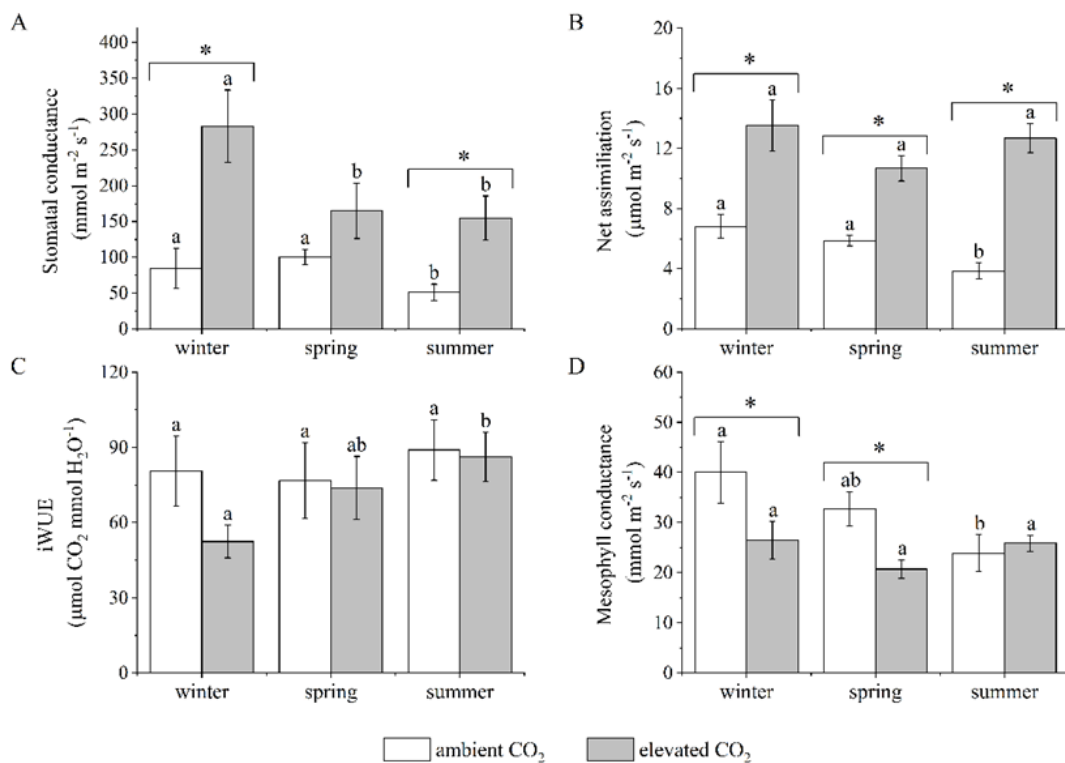 A
Stomatal conductance
(mmol m⁻² s⁻¹)
400
350
300
250
200
150
100
50
0
*
a
a
a
b
*
b
b
winter spring summer
B
Net assimiliation
(μmol m⁻² s⁻¹)
20
16
12
8
4
0
*
a
a
*
a
a
*
b
a
winter spring summer
C
iWUE
(μmol CO₂ mmol H₂O⁻¹)
120
90
60
30
0
a
a
a
ab
a
b
winter spring summer
D
Mesophyll conductance
(mmol m⁻² s⁻¹)
60
50
40
30
20
10
0
*
a
a
*
ab
a
b
a
winter spring summer
ambient CO₂ elevated CO₂